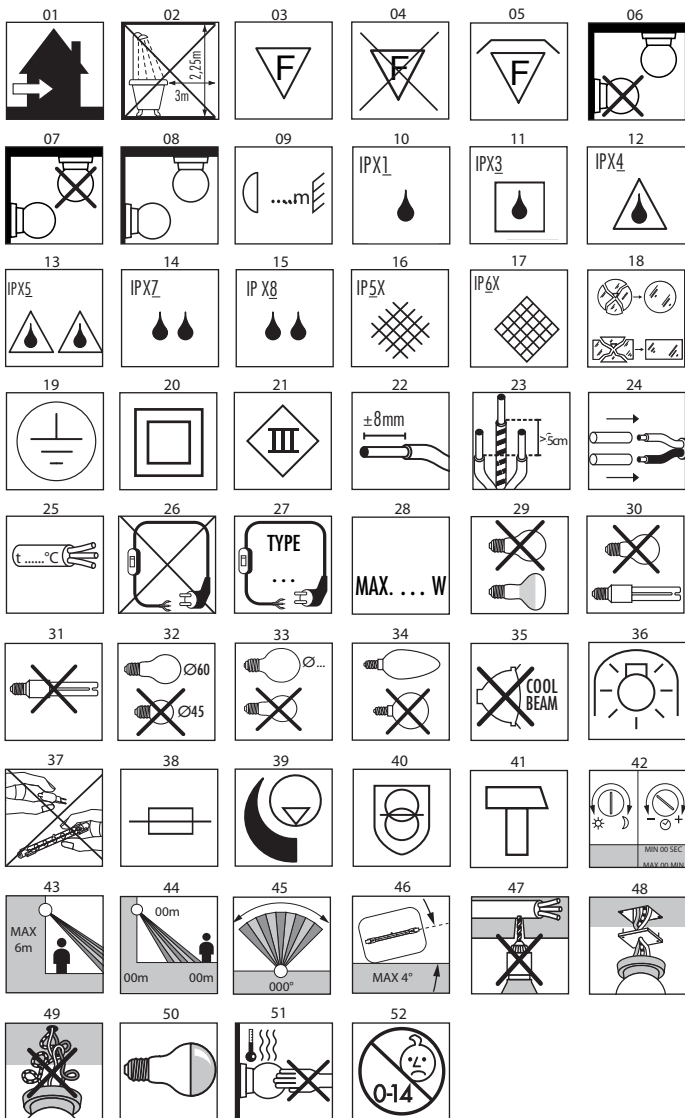 01 02 03 04 05 06
2,25m
3m
F F F
07 08 09 10 11 12
.....m
IPX1 IPX3 IPX4
13 14 15 16 17 18
IPX5 IPX7 IP X8 IP5X IP6X
19 20 21 22 23 24
III
±8mm
>5cm
25 26 27 28 29 30
t ......°C
TYPE
...
MAX. ... W
31 32 33 34 35 36
Ø60
Ø45
Ø...
COOL
BEAM
37 38 39 40 41 42
- +
MIN 00 SEC
MAX 00 MIN
43 44 45 46 47 48
MAX
6m
00m
00m 00m
000°
MAX 4°
49 50 51 52
0-14